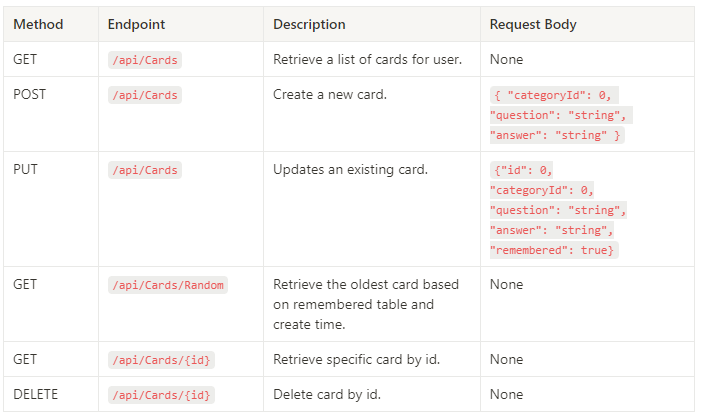 Method Endpoint Description Request Body
GET /api/Cards Retrieve a list of cards for user. None
POST /api/Cards Create a new card. { "categoryId": 0,
"question": "string",
"answer": "string" }
PUT /api/Cards Updates an existing card. {"id": 0,
"categoryId": 0,
"question": "string",
"answer": "string",
"remembered": true}
GET /api/Cards/Random Retrieve the oldest card based None
on remembered table and
create time.
GET /api/Cards/{id} Retrieve specific card by id. None
DELETE /api/Cards/{id} Delete card by id. None